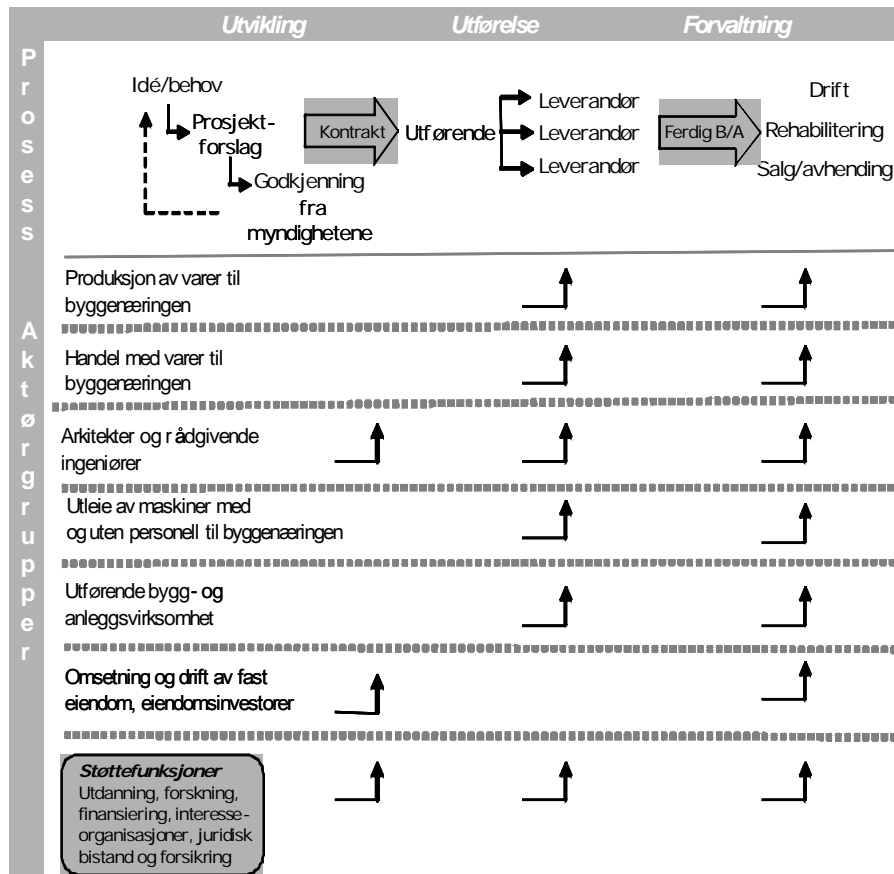 Utvikling Utførelse Forvaltning
Prosess
Idé/behov
Prosjekt-
forslag
Godkjenning
fra
myndighetene
Kontrakt
Utførende
Leverandør
Leverandør
Leverandør
Ferdig B/A
Drift
Rehabilitering
Salg/avhending
Aktørgrupper
Produksjon av varer til
byggenæringen
Handel med varer til
byggenæringen
Arkitekter og rådgivende
ingeniører
Utleie av maskiner med
og uten personell til byggenæringen
Utførende bygg- og
anleggsvirksomhet
Omsetning og drift av fast
eiendom, eiendomsinvestorer
Støttefunksjoner
Utdanning, forskning,
finansiering, interesse-
organisasjoner, juridisk
bistand og forsikring